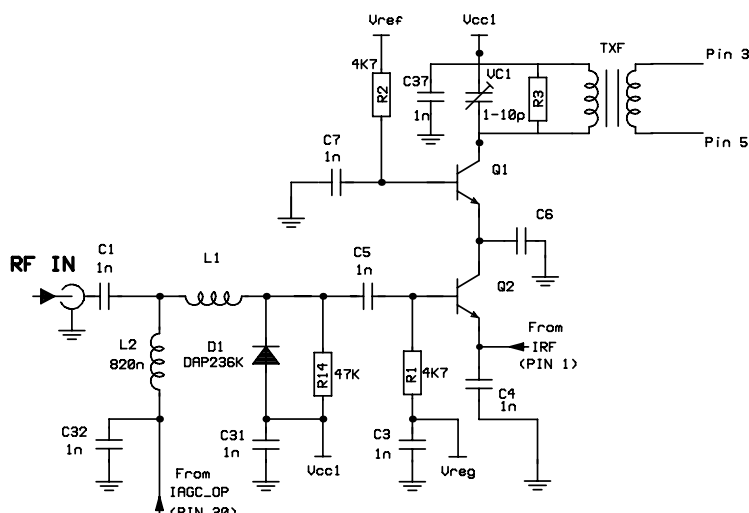 Vref
Vcc1
TXF
Pin 3
4K7
R2
C37
1n
VC1
1-10p
R3
Pin 5
C7
1n
Q1
C6
RF IN
C1
1n
L1
C5
1n
Q2
L2
820n
D1
DAP236K
R14
47K
R1
4K7
From
IRF
(PIN 1)
C4
1n
C32
1n
C31
1n
Vcc1
C3
1n
Vreg
From
IAGC_OP
(PIN 20)